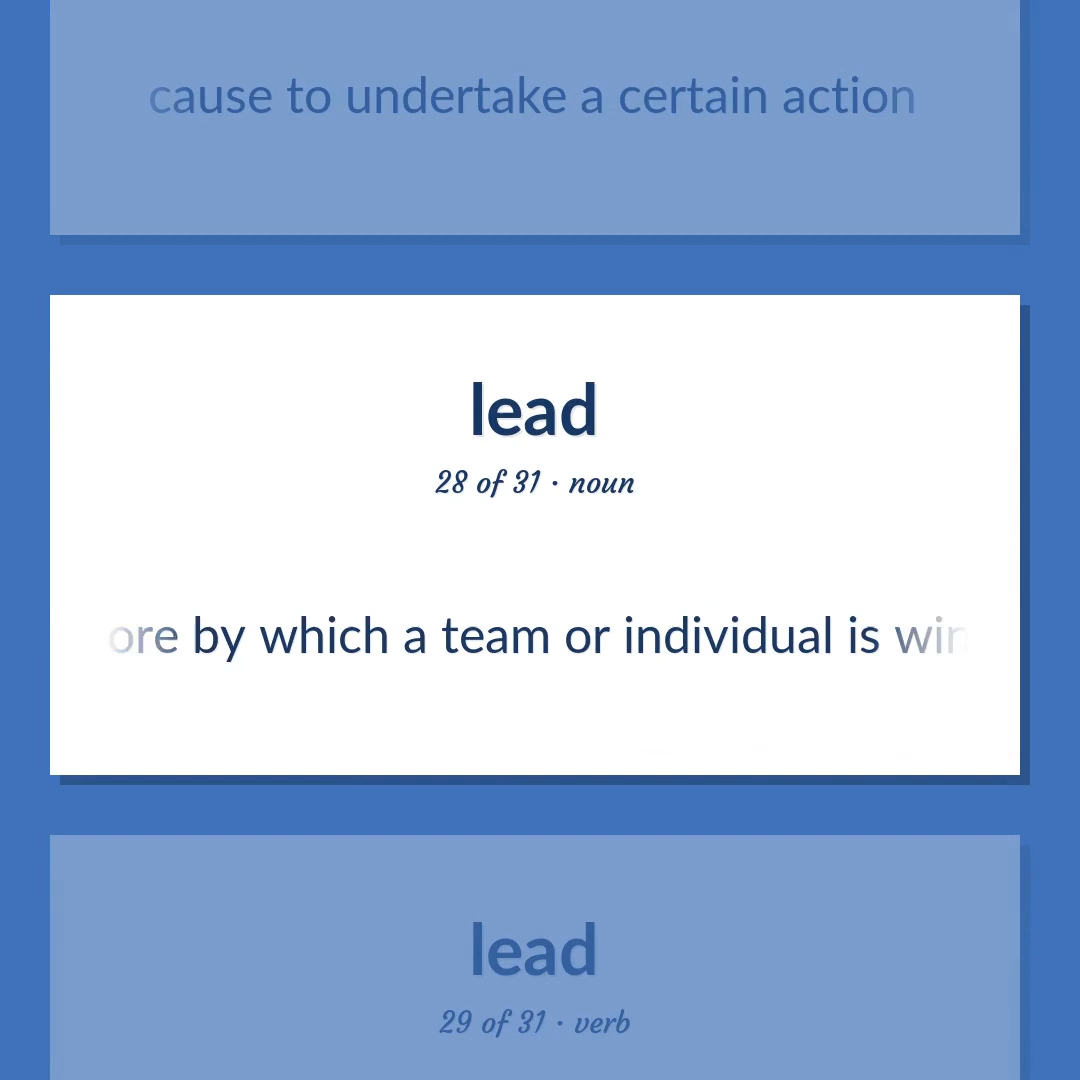 cause to undertake a certain action
lead
28 of 31 · noun
ore by which a team or individual is win
lead
29 of 31 · verb